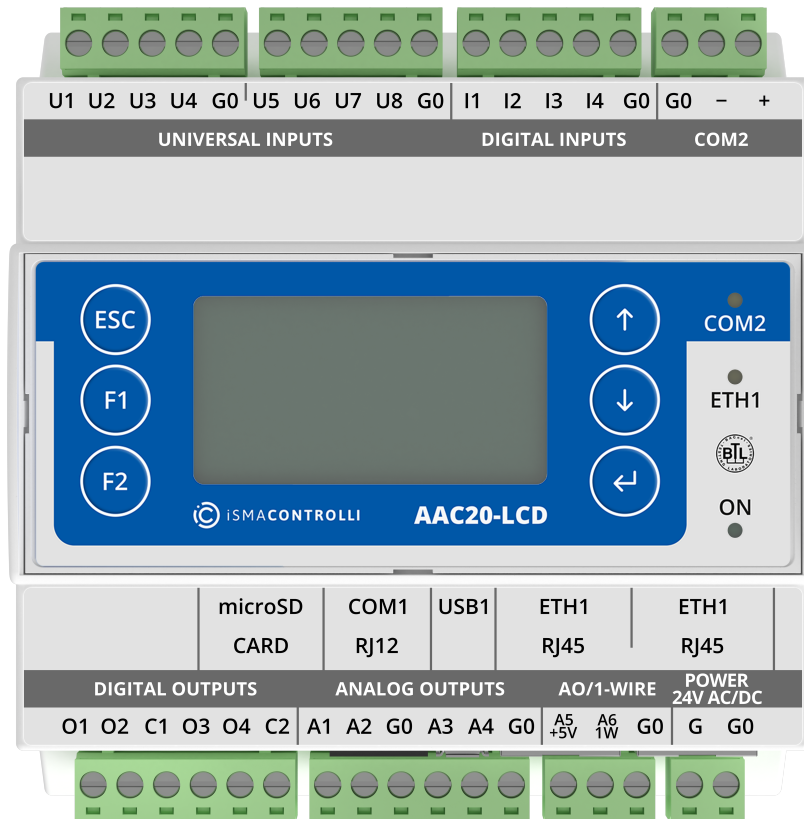 U1 U2 U3 U4 G0 U5 U6 U7 U8 G0 I1 I2 I3 I4 G0 G0 − +
UNIVERSAL INPUTS DIGITAL INPUTS COM2
ESC
F1
F2
↑
↓
↵
COM2
ETH1
BTL
ON
iSMACONTROLLI AAC20-LCD
microSD COM1 USB1 ETH1 ETH1
CARD RJ12 RJ45 RJ45
DIGITAL OUTPUTS ANALOG OUTPUTS AO/1-WIRE POWER
24V AC/DC
O1 O2 C1 O3 O4 C2 A1 A2 G0 A3 A4 G0 A5 A6 G0 G G0
+5V 1W